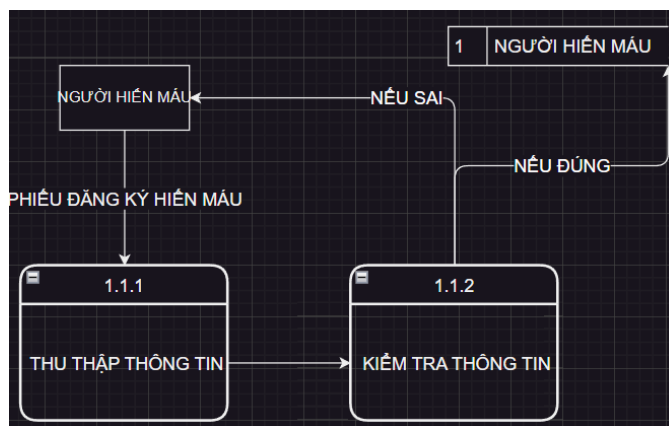 1 NGƯỜI HIẾN MÁU
NGƯỜI HIẾN MÁU
NẾU SAI
NẾU ĐÚNG
PHIẾU ĐĂNG KÝ HIẾN MÁU
1.1.1
1.1.2
THU THẬP THÔNG TIN
KIỂM TRA THÔNG TIN